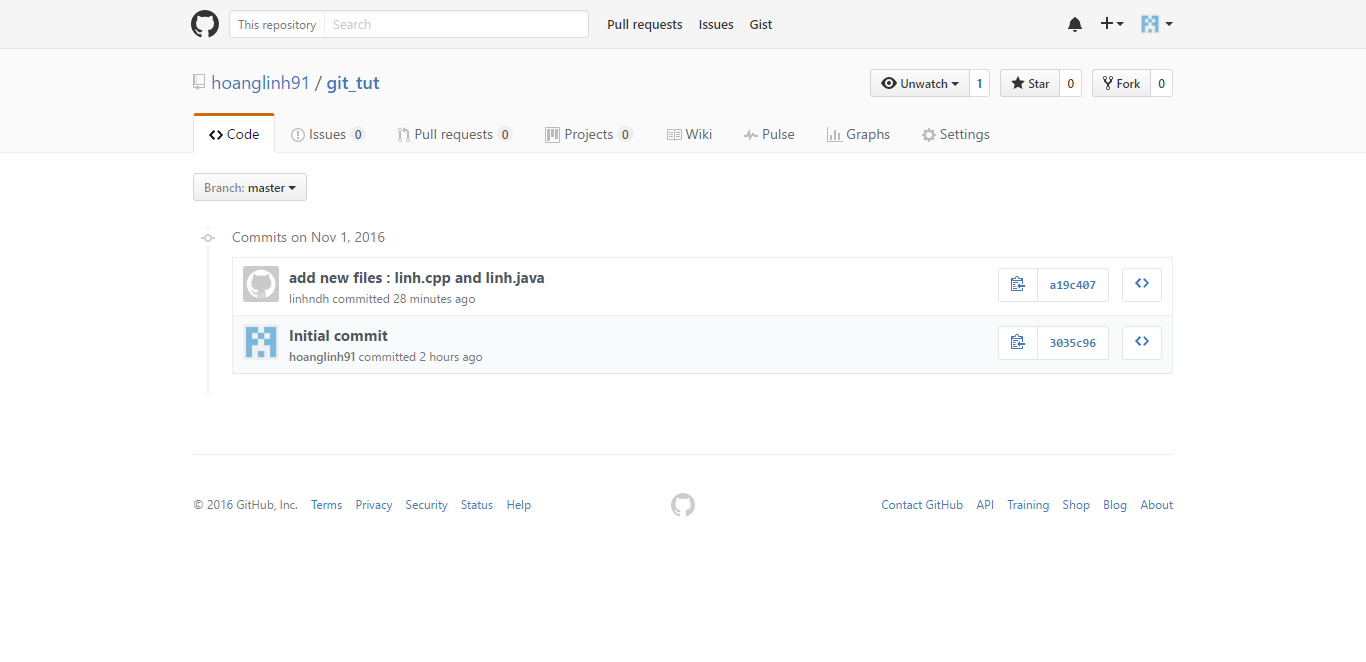 This repository Search Pull requests Issues Gist
hoanglinh91 / git_tut Unwatch 1 Star 0 Fork 0
Code Issues 0 Pull requests 0 Projects 0 Wiki Pulse Graphs Settings
Branch: master
Commits on Nov 1, 2016
add new files : linh.cpp and linh.java
linhndh committed 28 minutes ago
a19c407
Initial commit
hoanglinh91 committed 2 hours ago
3035c96
© 2016 GitHub, Inc. Terms Privacy Security Status Help Contact GitHub API Training Shop Blog About